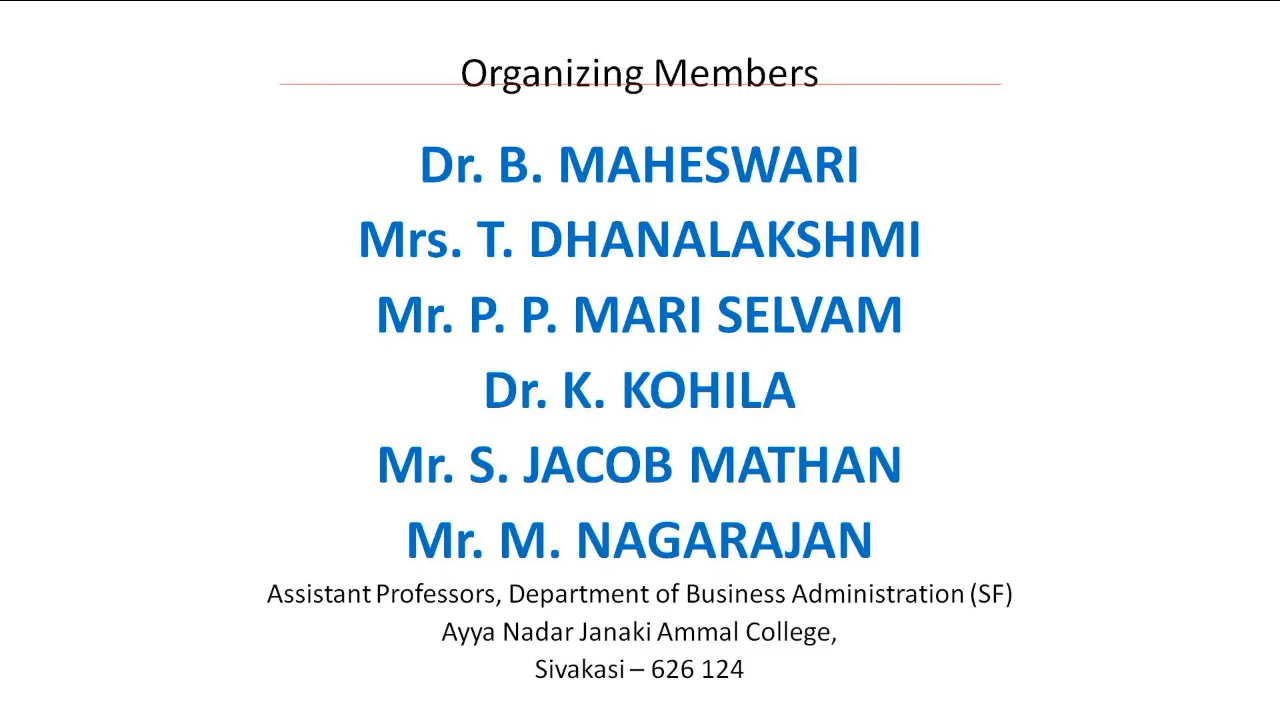 Organizing Members
Dr. B. MAHESWARI
Mrs. T. DHANALAKSHMI
Mr. P. P. MARI SELVAM
Dr. K. KOHILA
Mr. S. JACOB MATHAN
Mr. M. NAGARAJAN
Assistant Professors, Department of Business Administration (SF)
Ayya Nadar Janaki Ammal College,
Sivakasi – 626 124